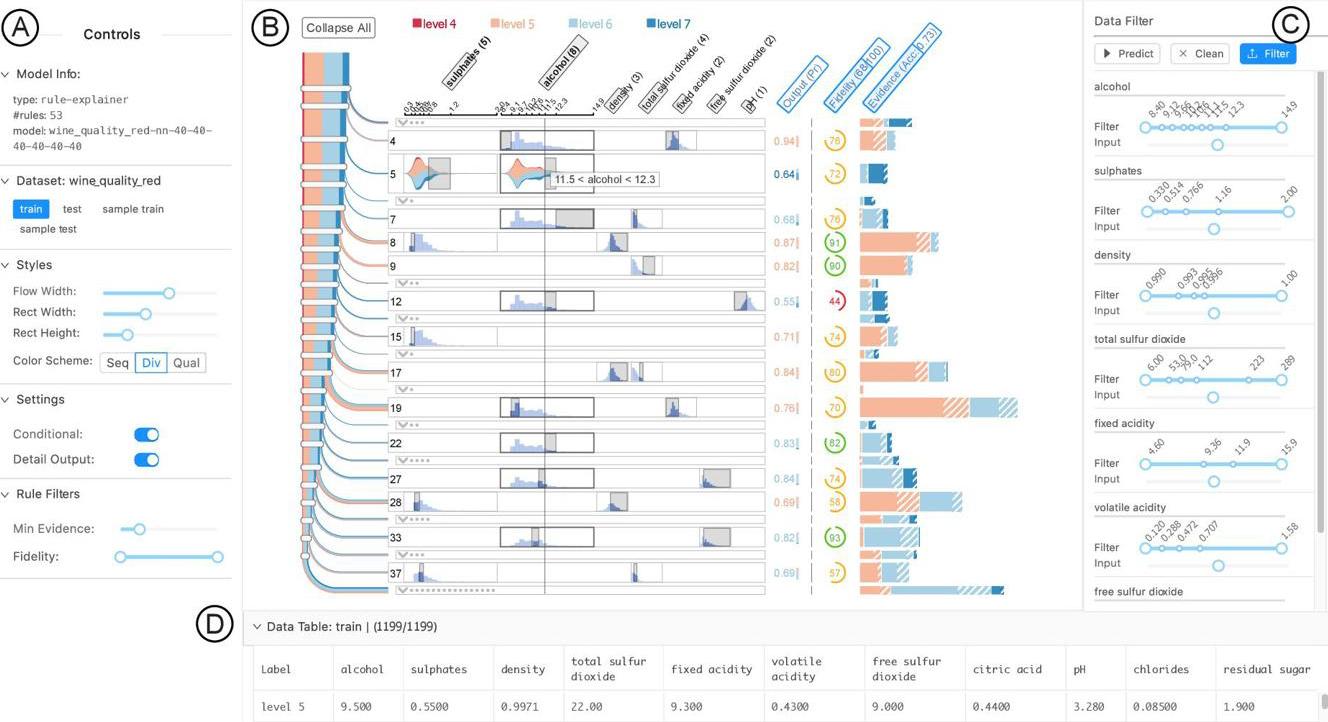 A
Controls
Model Info:
type: rule-explainer
#rules: 53
model: wine_quality_red-nn-40-40-
40-40-40-40
Dataset: wine_quality_red
train test sample train
sample test
Styles
Flow Width:
Rect Width:
Rect Height:
Color Scheme: Seq Div Qual
Settings
Conditional:
Detail Output:
Rule Filters
Min Evidence:
Fidelity:
B
Collapse All
level 4 level 5 level 6 level 7
sulphates (5)
alcohol (8)
density (3)
total sulfur dioxide (4)
fixed acidity (2)
free sulfur dioxide (2)
pH (1)
Output (Pr)
Fidelity (68/100)
Evidence (Acc: 0.73)
4 0.94 76
5 0.64 72
11.5 < alcohol < 12.3
7 0.68 76
8 0.87 91
9 0.82 90
12 0.55 44
15 0.71 74
17 0.84 80
19 0.76 70
22 0.83 82
27 0.84 74
28 0.69 58
33 0.82 93
37 0.69 57
C
Data Filter
Predict Clean Filter
alcohol
8.40 12.3 14.9
Filter
Input
sulphates
0.330 0.514 0.766 1.16 2.00
Filter
Input
density
0.990 0.993 0.995 0.996 1.00
Filter
Input
total sulfur dioxide
6.00 53.0 79.0 112 223 289
Filter
Input
fixed acidity
4.60 9.36 11.9 15.9
Filter
Input
volatile acidity
0.120 0.288 0.472 0.707 1.58
Filter
Input
free sulfur dioxide
D
Data Table: train | (1199/1199)
Label alcohol sulphates density total sulfur dioxide fixed acidity volatile acidity free sulfur dioxide citric acid pH chlorides residual sugar
level 5 9.500 0.5500 0.9971 22.00 9.300 0.4300 9.0000 0.4400 3.280 0.08500 1.900